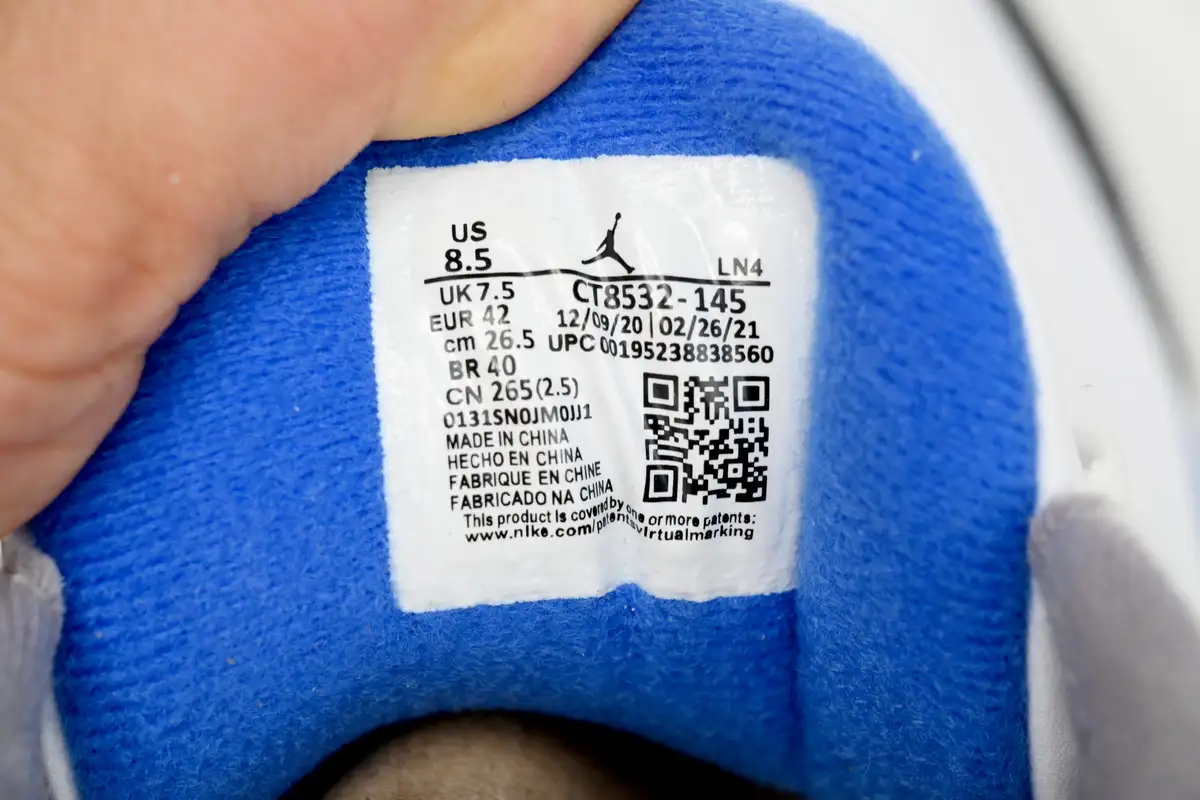 US
8.5
LN4
UK 7.5
CT8532-145
EUR 42
12/09/20 | 02/26/21
cm 26.5
UPC 00195238838560
BR 40
CN 265(2.5)
0131SN0JM0JJ1
MADE IN CHINA
HECHO EN CHINA
FABRIQUE EN CHINE
FABRICADO NA CHINA
This product is covered by one or more patents:
www.nike.com/patentsvirtualmarking